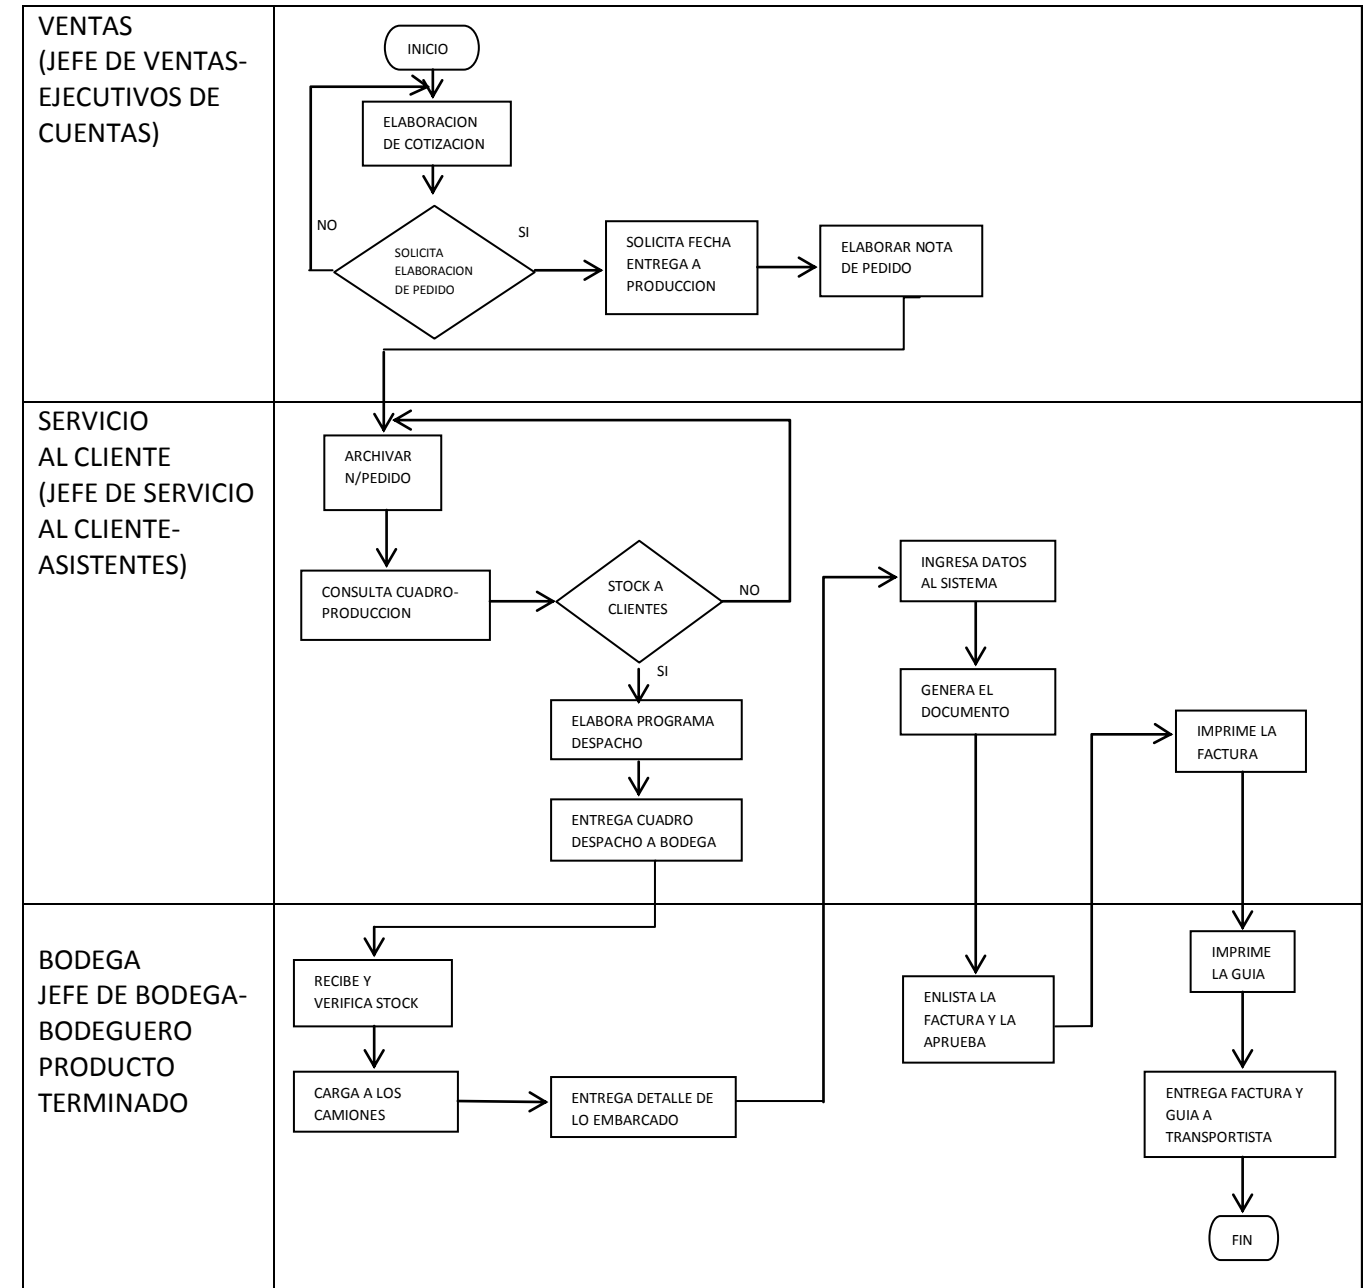 VENTAS
(JEFE DE VENTAS-
EJECUTIVOS DE
CUENTAS)
INICIO
ELABORACION
DE COTIZACION
NO
SOLICITA
ELABORACION
DE PEDIDO
SI
SOLICITA FECHA
ENTREGA A
PRODUCCION
ELABORAR NOTA
DE PEDIDO
SERVICIO
AL CLIENTE
(JEFE DE SERVICIO
AL CLIENTE-
ASISTENTES)
ARCHIVAR
N/PEDIDO
CONSULTA CUADRO-
PRODUCCION
STOCK A
CLIENTES
NO
SI
ELABORA PROGRAMA
DESPACHO
ENTREGA CUADRO
DESPACHO A BODEGA
INGRESA DATOS
AL SISTEMA
GENERA EL
DOCUMENTO
IMPRIME LA
FACTURA
BODEGA
JEFE DE BODEGA-
BODEGUERO
PRODUCTO
TERMINADO
RECIBE Y
VERIFICA STOCK
CARGA A LOS
CAMIONES
ENTREGA DETALLE DE
LO EMBARCADO
ENLISTA LA
FACTURA Y LA
APRUEBA
IMPRIME
LA GUIA
ENTREGA FACTURA Y
GUIA A
TRANSPORTISTA
FIN